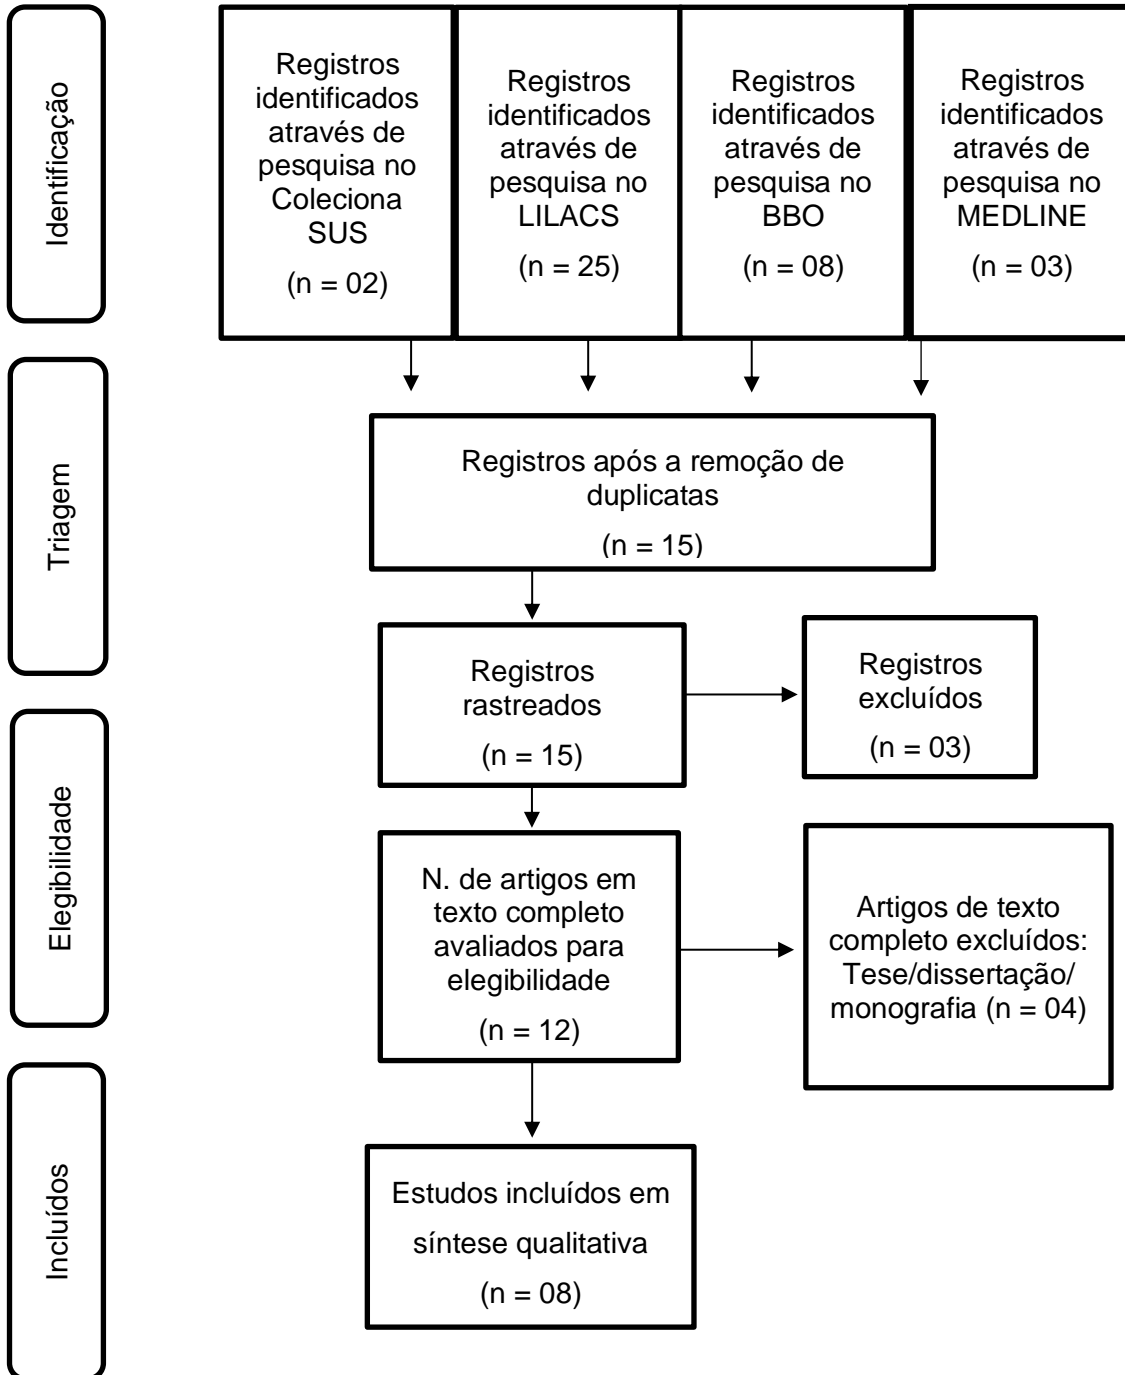 Identificação
Registros
identificados
através de
pesquisa no
Coleciona
SUS
(n = 02)
Registros
identificados
através de
pesquisa no
LILACS
(n = 25)
Registros
identificados
através de
pesquisa no
BBO
(n = 08)
Registros
identificados
através de
pesquisa no
MEDLINE
(n = 03)
Triagem
Registros após a remoção de
duplicatas
(n = 15)
Registros
rastreados
(n = 15)
Registros
excluídos
(n = 03)
Elegibilidade
N. de artigos em
texto completo
avaliados para
elegibilidade
(n = 12)
Artigos de texto
completo excluídos:
Tese/dissertação/
monografia (n = 04)
Incluídos
Estudos incluídos em
síntese qualitativa
(n = 08)